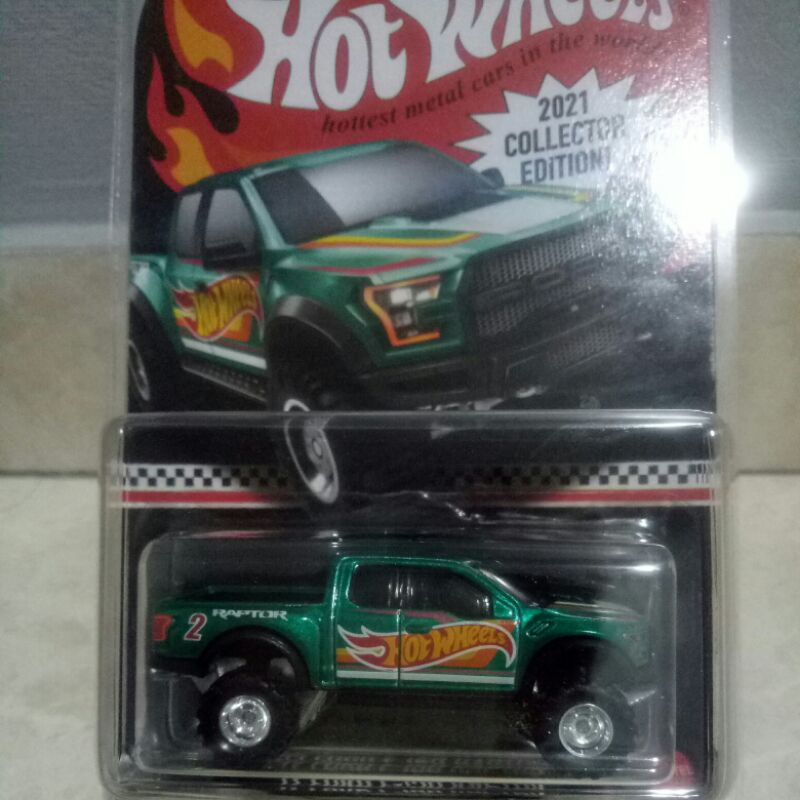 HOT WHEELS®
hottest metal cars in the world
2021
COLLECTOR
EDITION!
HOT WHEELS
2 RAPTOR
HOT WHEELS